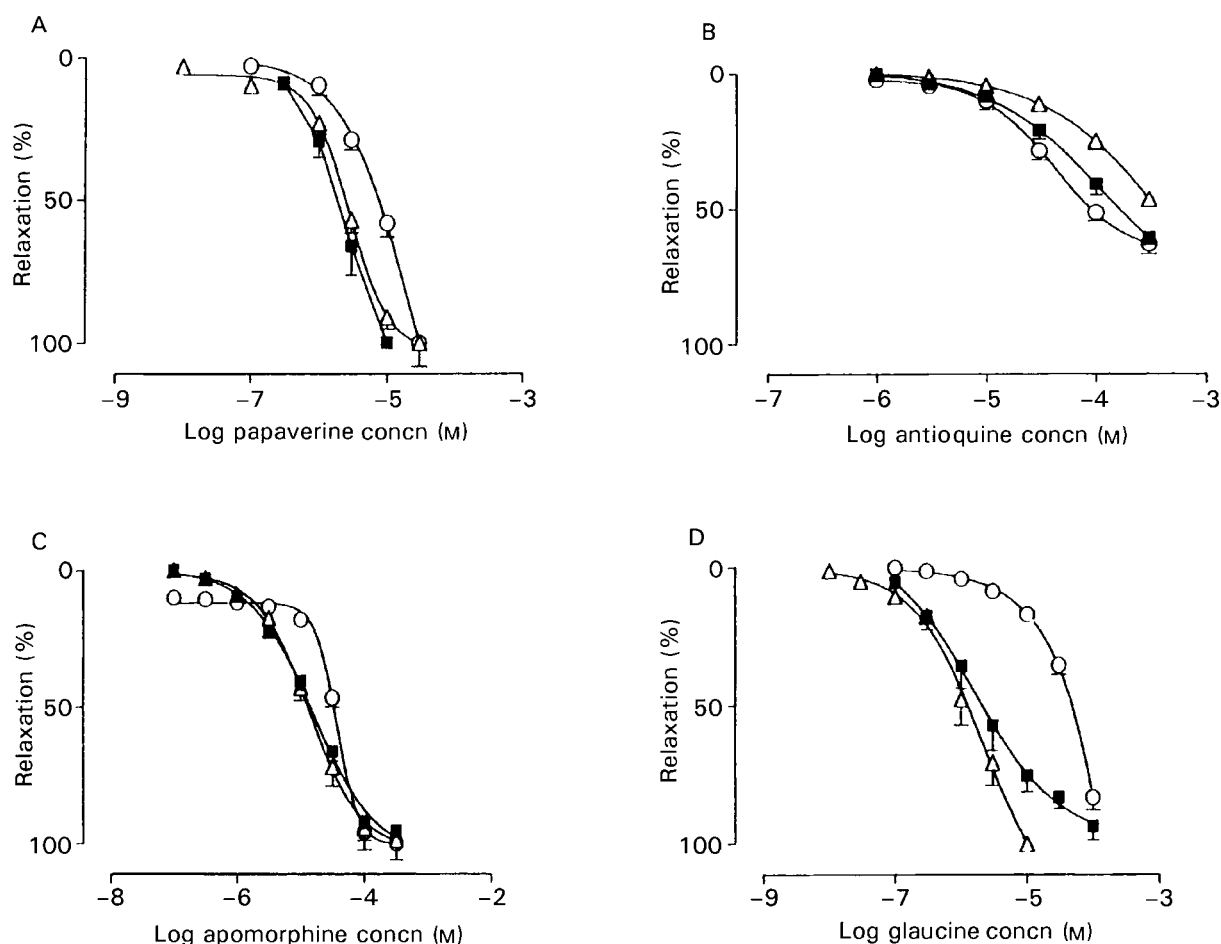 A
0
50
100
Relaxation (%)
−9
−7
−5
−3
Log papaverine concn (M)
B
0
50
100
Relaxation (%)
−7
−6
−5
−4
−3
Log antioquine concn (M)
C
0
50
100
Relaxation (%)
−8
−6
−4
−2
Log apomorphine concn (M)
D
0
50
100
Relaxation (%)
−9
−7
−5
−3
Log glaucine concn (M)